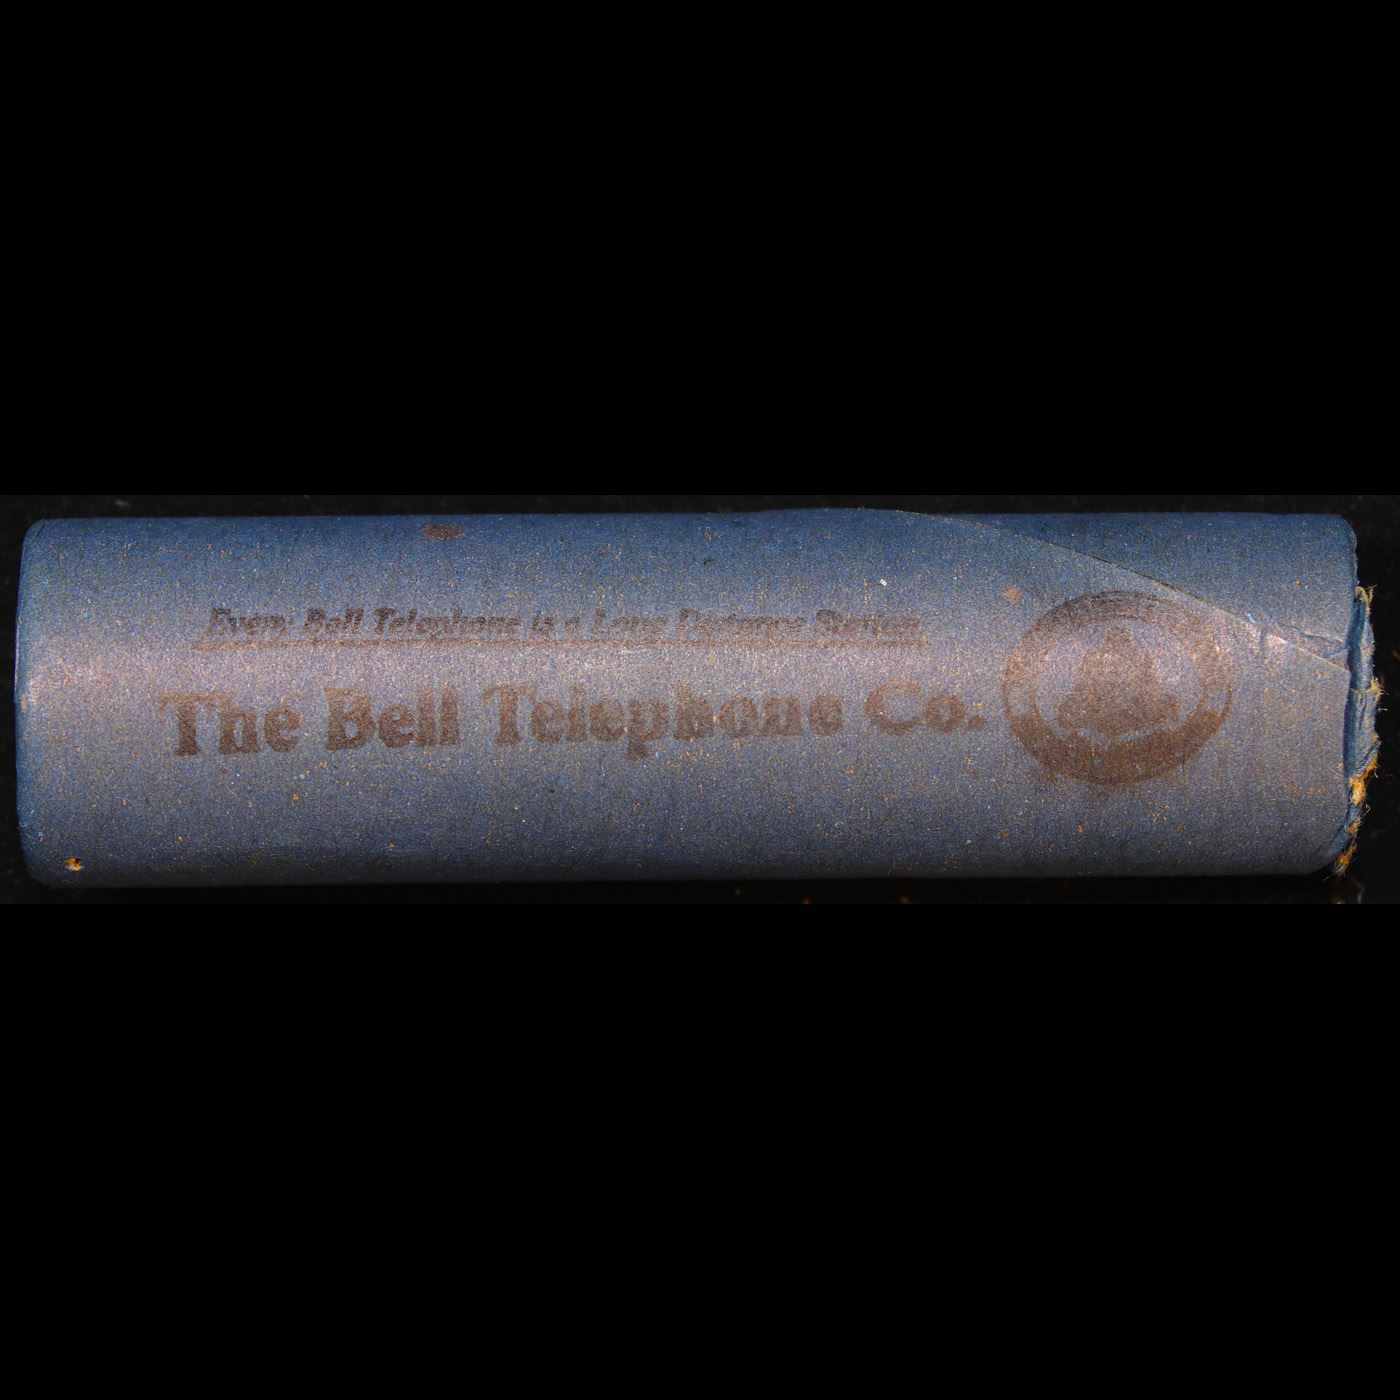 Every Bell Telephone is a Long Distance Station
The Bell Telephone Co.